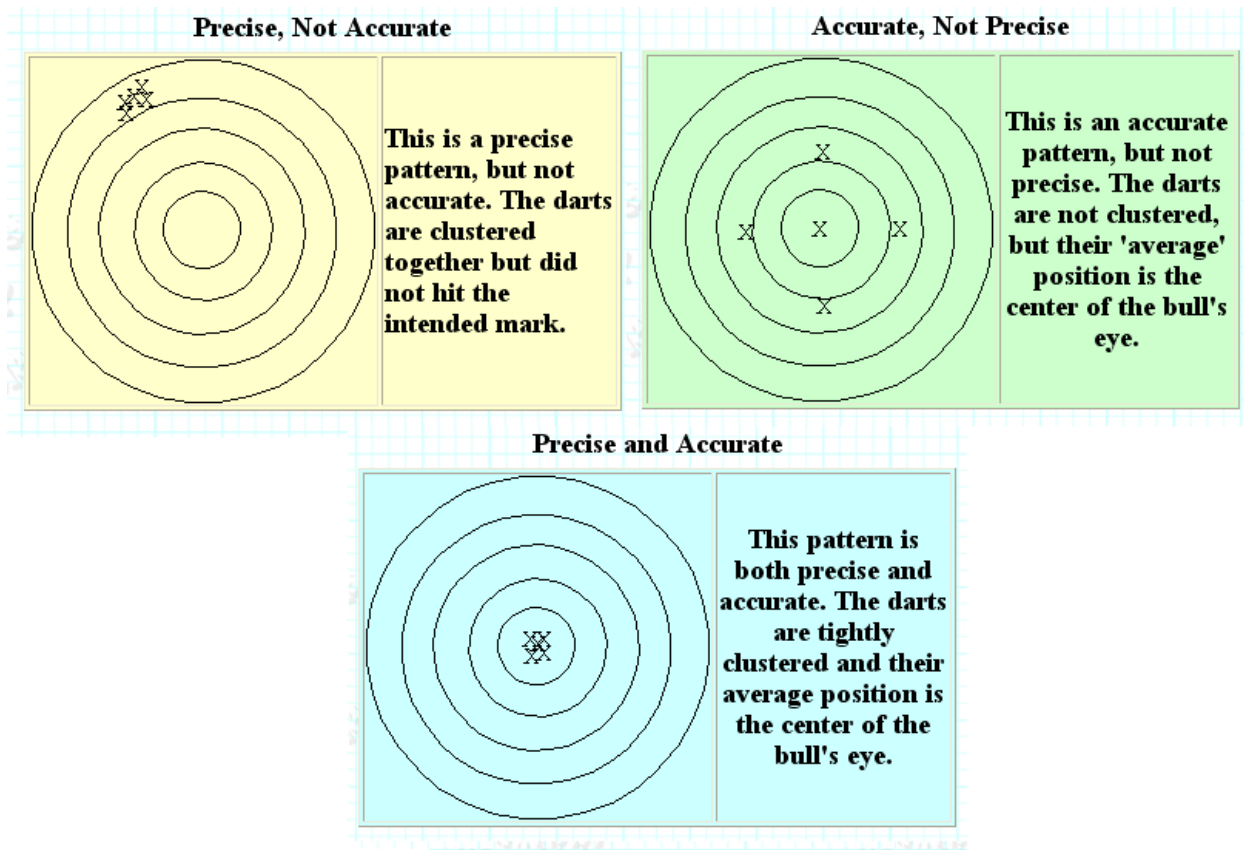 Precise, Not Accurate
This is a precise
pattern, but not
accurate. The darts
are clustered
together but did
not hit the
intended mark.
Accurate, Not Precise
This is an accurate
pattern, but not
precise. The darts
are not clustered,
but their 'average'
position is the
center of the bull's
eye.
Precise and Accurate
This pattern is
both precise and
accurate. The darts
are tightly
clustered and their
average position is
the center of the
bull's eye.